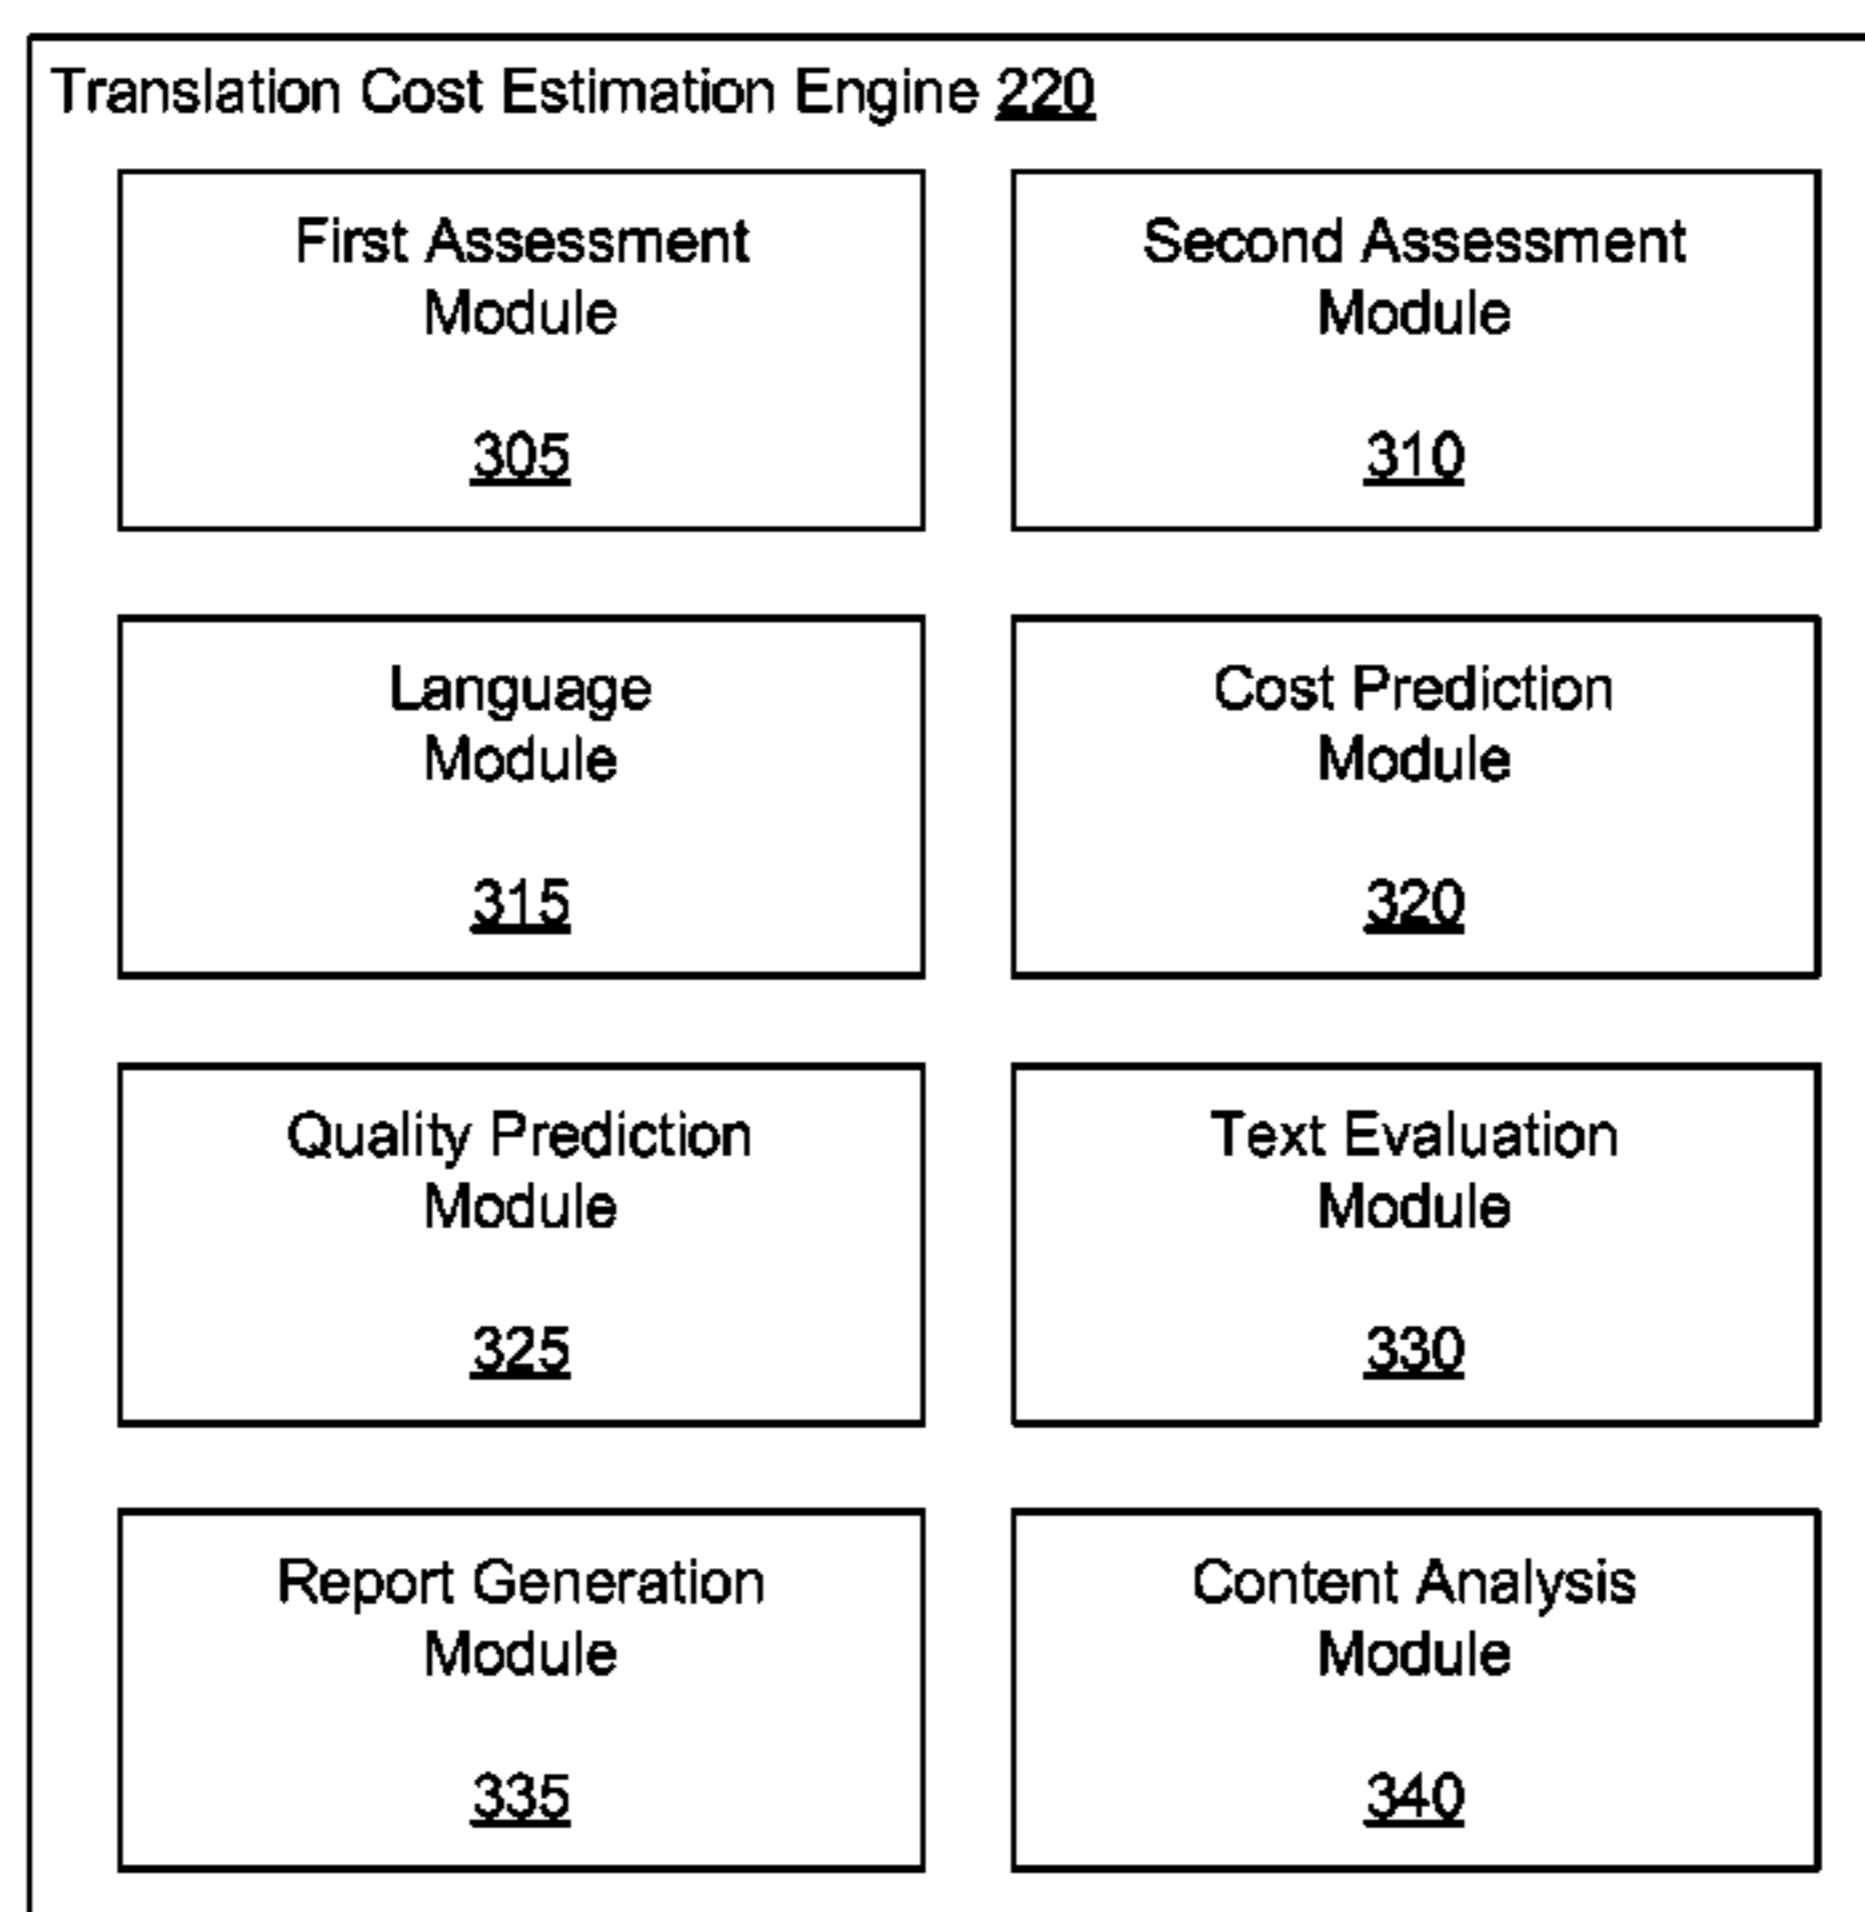 Translation Cost Estimation Engine 220
First Assessment
Module
305
Second Assessment
Module
310
Language
Module
315
Cost Prediction
Module
320
Quality Prediction
Module
325
Text Evaluation
Module
330
Report Generation
Module
335
Content Analysis
Module
340